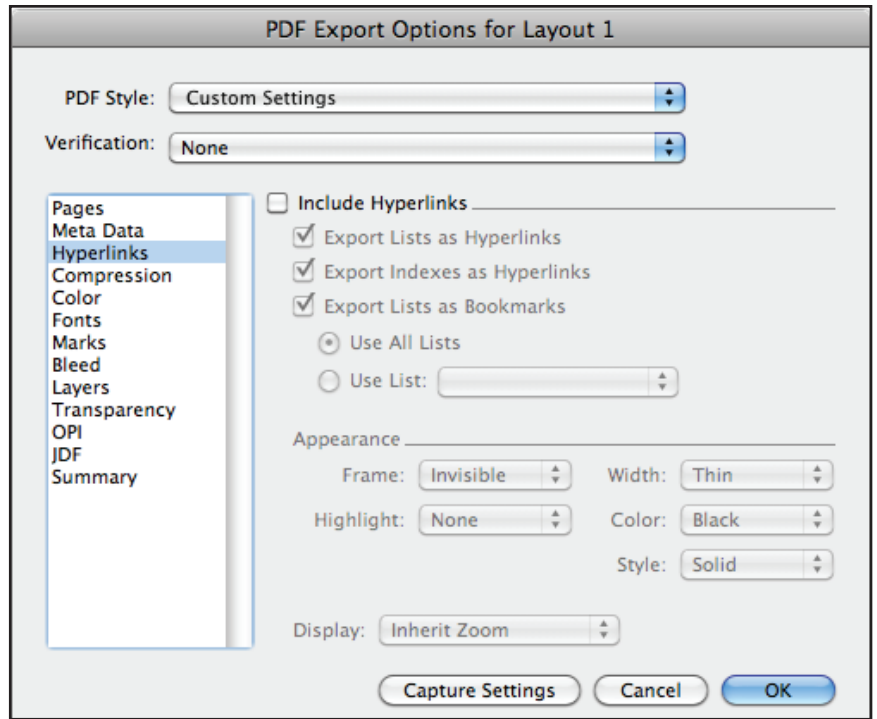 PDF Export Options for Layout 1
PDF Style: Custom Settings
Verification: None
Pages
Meta Data
Hyperlinks
Compression
Color
Fonts
Marks
Bleed
Layers
Transparency
OPI
JDF
Summary
Include Hyperlinks
Export Lists as Hyperlinks
Export Indexes as Hyperlinks
Export Lists as Bookmarks
Use All Lists
Use List:
Appearance
Frame: Invisible Width: Thin
Highlight: None Color: Black
Style: Solid
Display: Inherit Zoom
Capture Settings Cancel OK